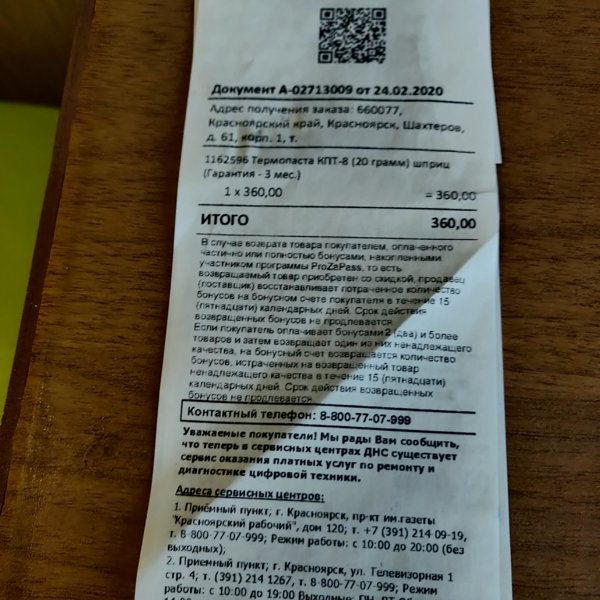 Документ А-02713009 от 24.02.2020
Адрес получения заказа: 660077,
Красноярский край, Красноярск, Шахтеров,
д. 61, корп. 1, т.
1162596 Термопаста КПТ-8 (20 грамм) шприц
(Гарантия - 3 мес.)
1 x 360,00 = 360,00
ИТОГО 360,00
В случае возврата товара покупателем, оплаченного
частично или полностью бонусами, накопленными
участником программы ProZaPass, то есть
возвращаемый товар приобретен со скидкой, продавец
(поставщик) восстанавливает потраченное количество
бонусов на бонусном счете покупателя в течение 15
(пятнадцати) календарных дней. Срок действия
возвращенных бонусов не продлевается.
Если покупатель оплачивает бонусами 2 (два) и более
товаров и затем возвращает один из них ненадлежащего
качества, на бонусный счет возвращается количество
бонусов, истраченных на возвращенный товар
ненадлежащего качества в течение 15 (пятнадцати)
календарных дней. Срок действия возвращенных
бонусов не продлевается.
Контактный телефон: 8-800-77-07-999
Уважаемые покупатели! Мы рады Вам сообщить,
что теперь в сервисных центрах ДНС существует
сервис оказания платных услуг по ремонту и
диагностике цифровой техники.
Адреса сервисных центров:
1. Приёмный пункт; г. Красноярск, пр-кт им.газеты
"Красноярский рабочий", дом 120; т. +7 (391) 214-09-19,
т. 8-800-77-07-999; Режим работы: с 10:00 до 20:00 (без
выходных);
2. Приемный пункт; г. Красноярск, ул. Телевизорная 1
стр. 4; т. (391) 214 1267, т. 8-800-77-07-999; Режим
работы: с 10:00 до 19:00 Выходные: ПН, ВТ